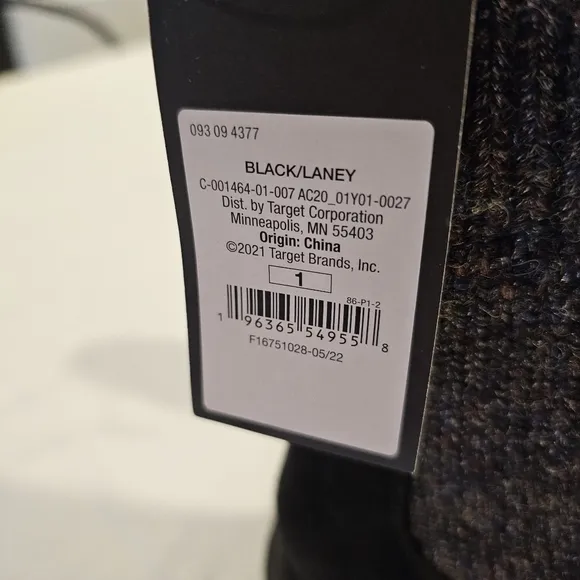 093 09 4377
BLACK/LANEY
C-001464-01-007 AC20_01Y01-0027
Dist. by Target Corporation
Minneapolis, MN 55403
Origin: China
©2021 Target Brands, Inc.
1
86-P1-2
1 96365 54955 8
F16751028-05/22